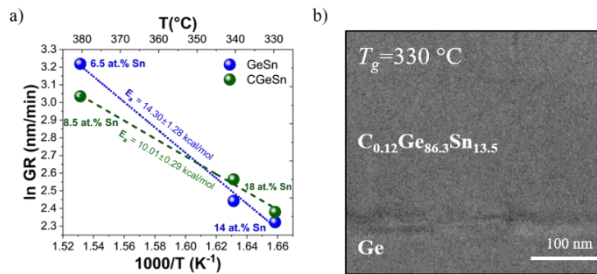 a)
T(°C)
380 370 360 350 340 330
ln GR (nm/min)
3.3
3.2
3.1
3.0
2.9
2.8
2.7
2.6
2.5
2.4
2.3
6.5 at.% Sn
GeSn
CGeSn
Ea = 14.30±1.28 kcal/mol
8.5 at.% Sn
Ea = 10.01±0.29 kcal/mol
18 at.% Sn
14 at.% Sn
1.52 1.54 1.56 1.58 1.60 1.62 1.64 1.66
1000/T (K-1)
b)
Tg=330 °C
C0.12Ge86.3Sn13.5
Ge
100 nm